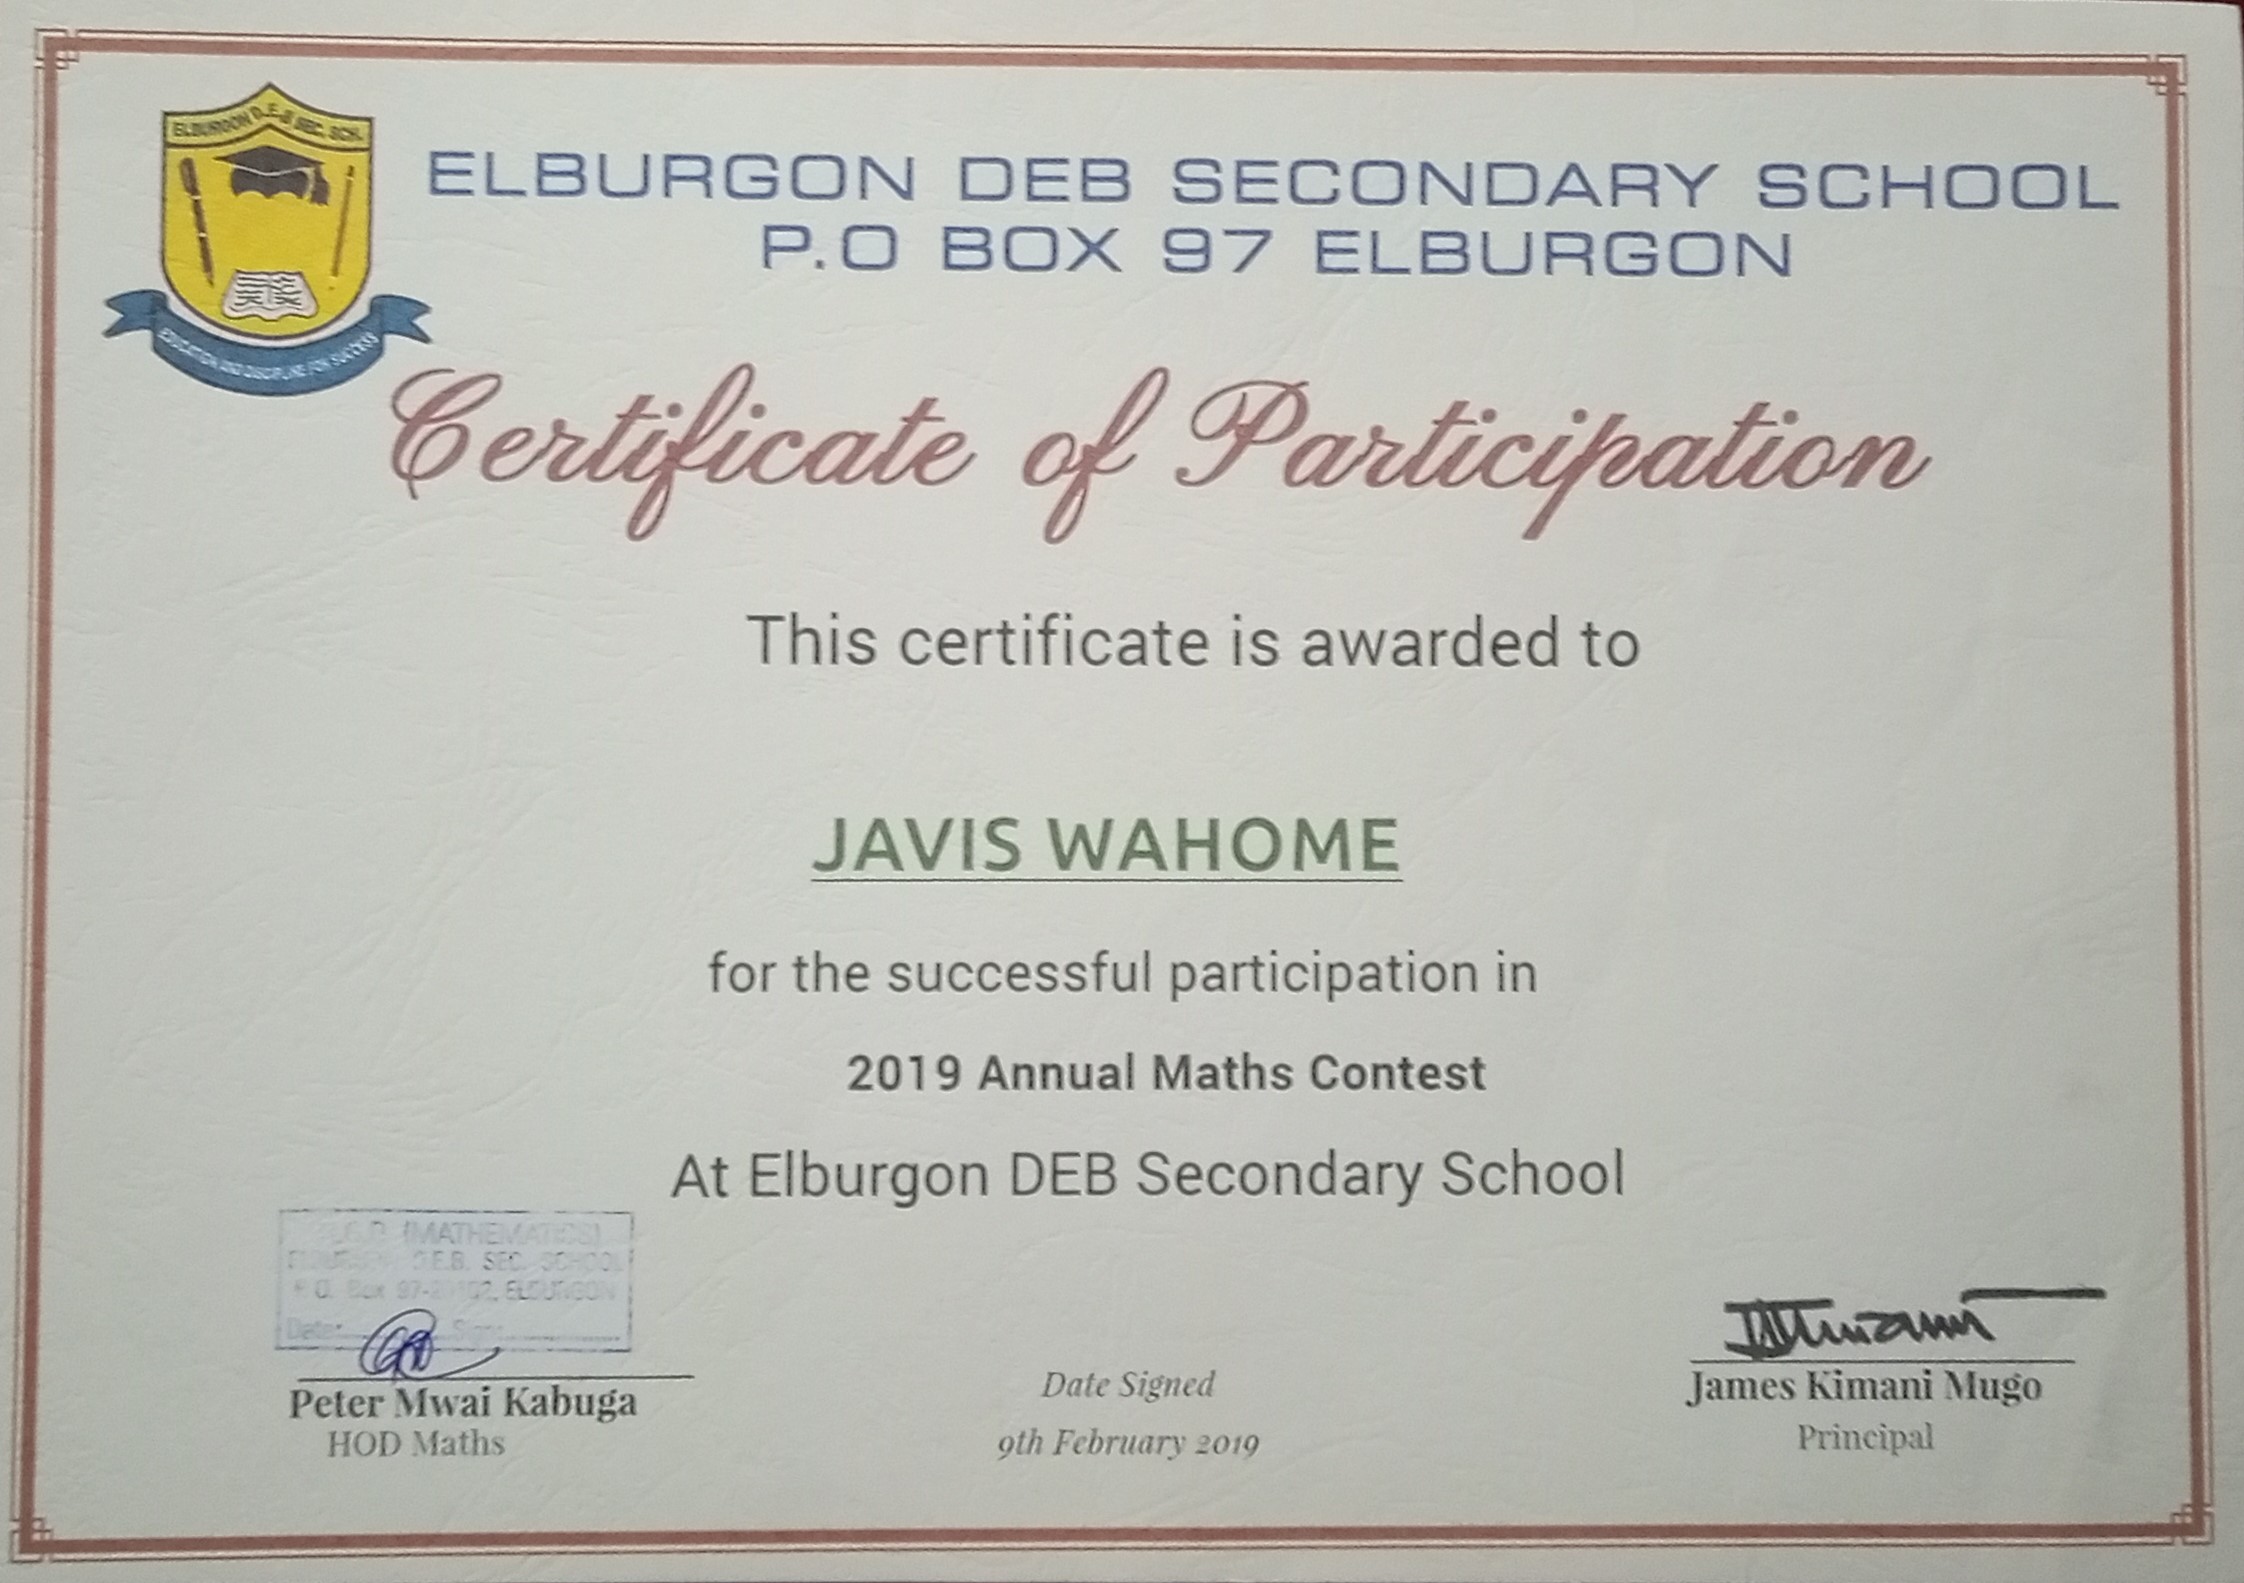 ELBURGON D.E.B SEC. SCH.
EDUCATION AND DISCIPLINE FOR SUCCESS
ELBURGON DEB SECONDARY SCHOOL
P.O BOX 97 ELBURGON
Certificate of Participation
This certificate is awarded to
JAVIS WAHOME
for the successful participation in
2019 Annual Maths Contest
At Elburgon DEB Secondary School
(MATHEMATICS)
D.E.B. SEC. SCHOOL
P.O. Box 97-20102, ELBURGON
Date: Sign:
Peter Mwai Kabuga
HOD Maths
Date Signed
9th February 2019
James Kimani Mugo
Principal